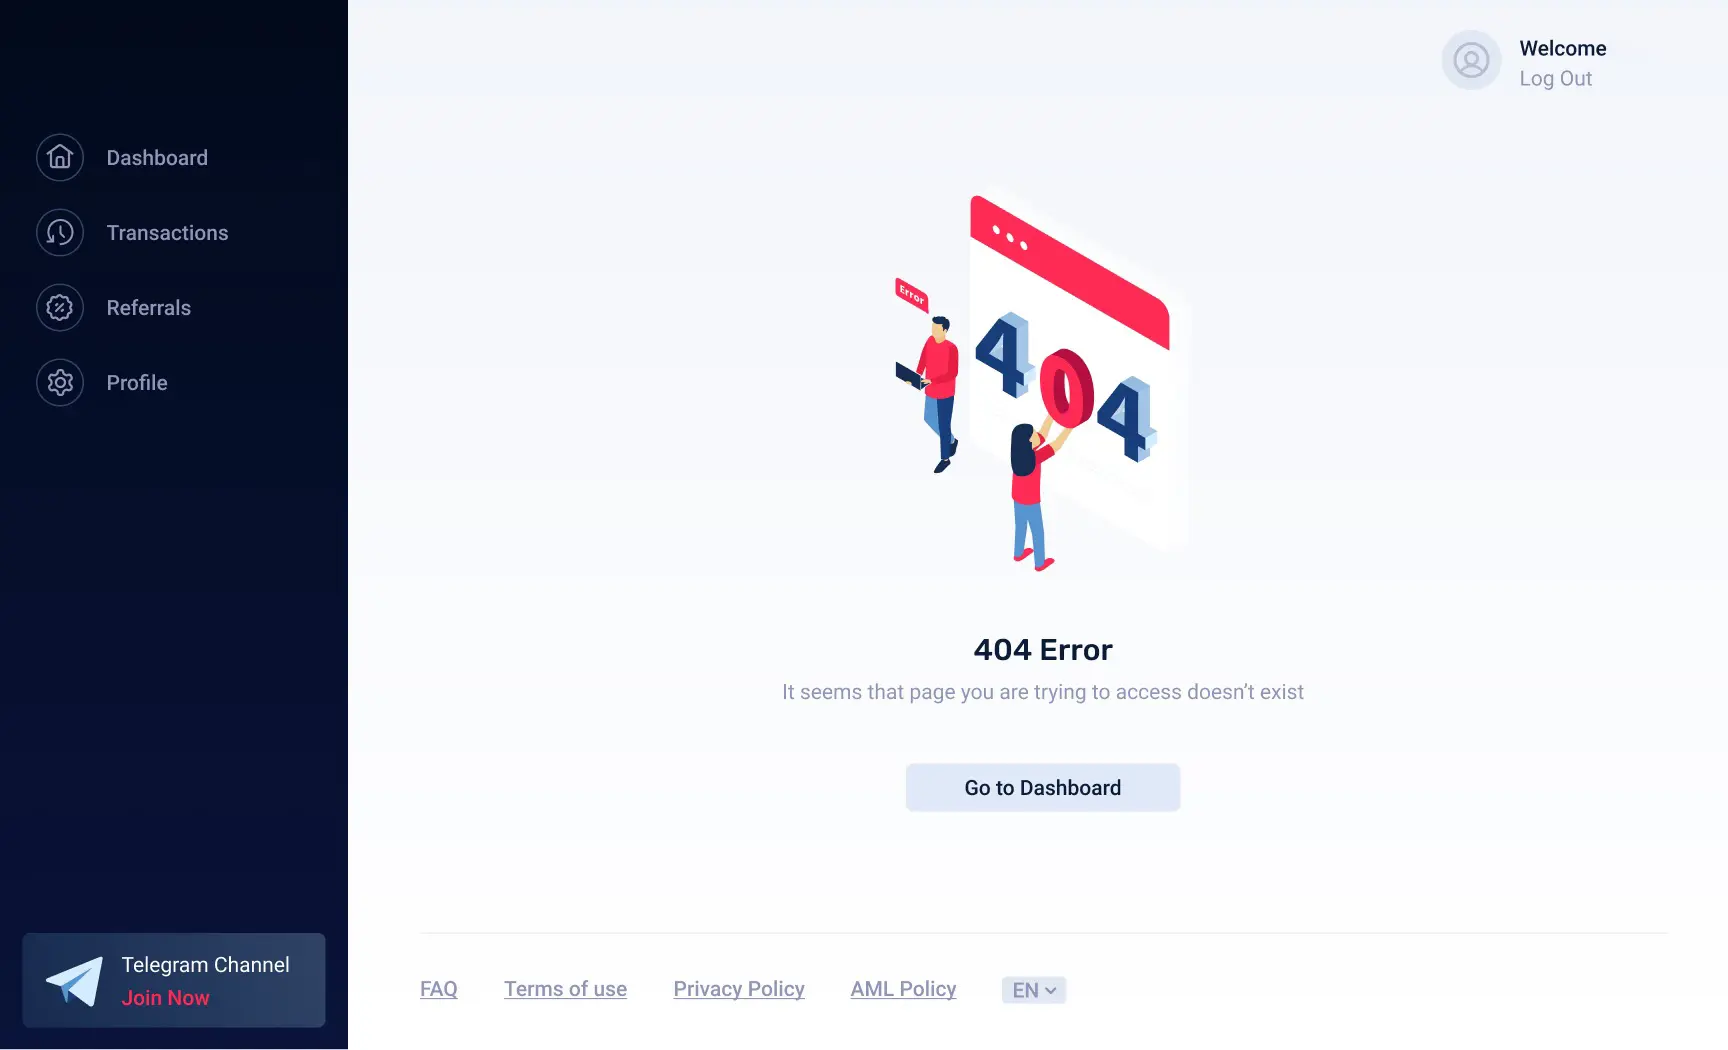 Welcome
Log Out
Dashboard
Transactions
Referrals
Profile
Error
404
404 Error
It seems that page you are trying to access doesn’t exist
Go to Dashboard
Telegram Channel
Join Now
FAQ Terms of use Privacy Policy AML Policy EN